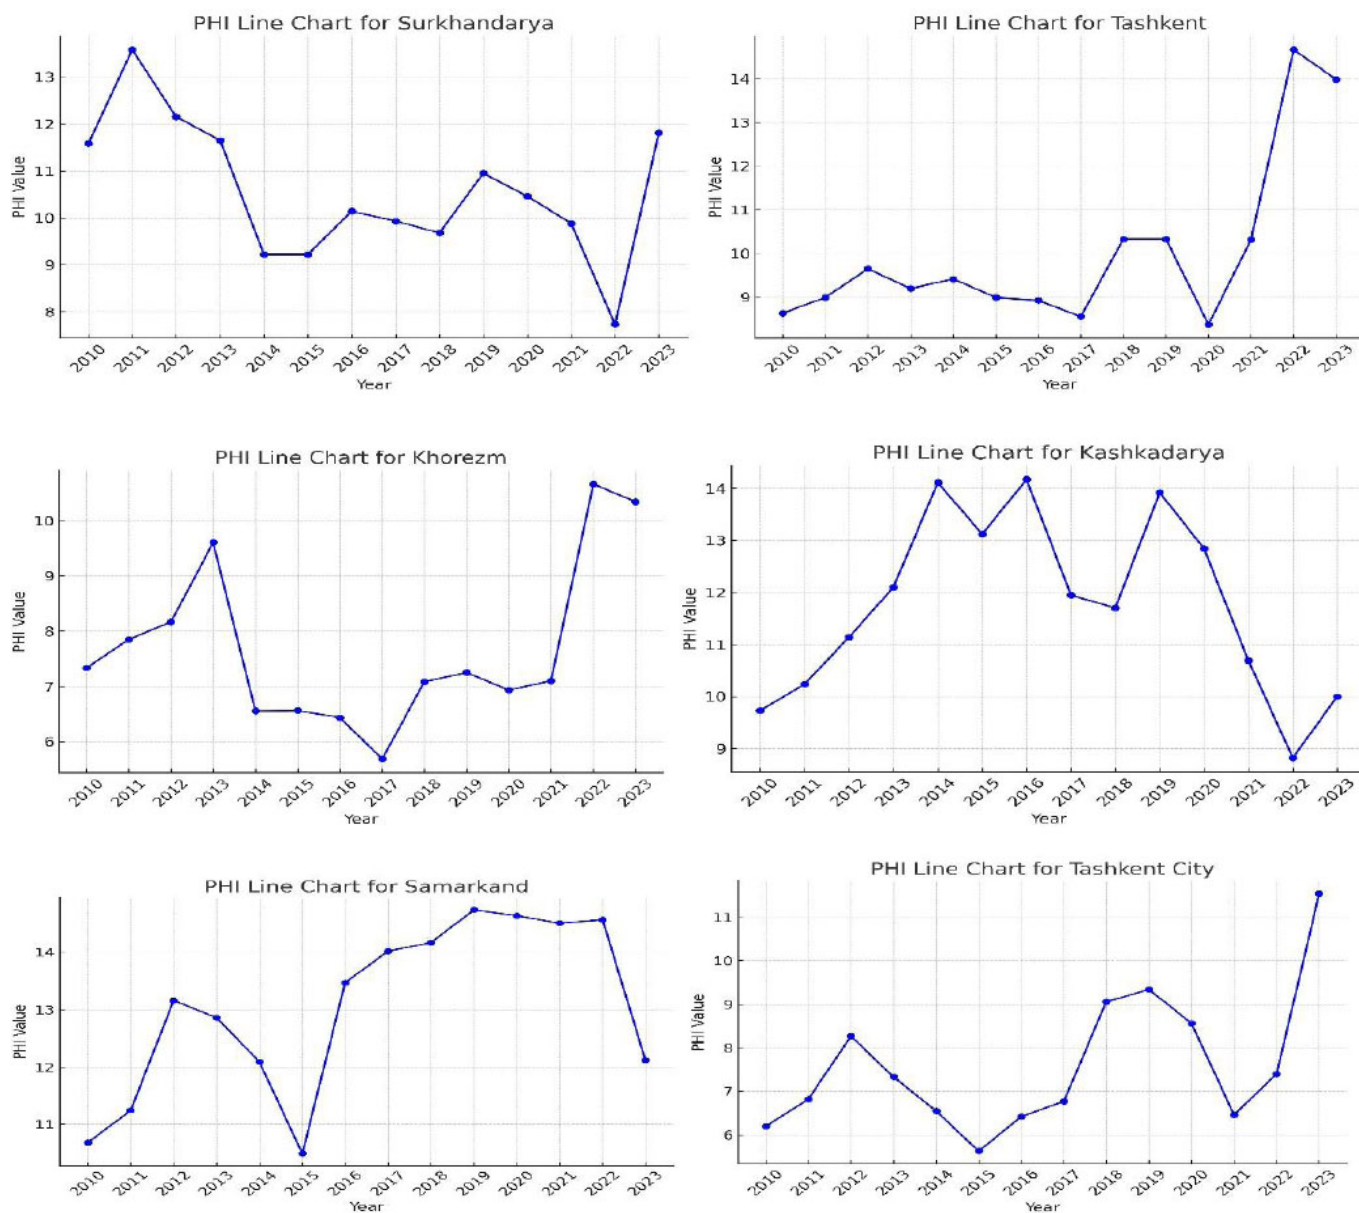 PHI Line Chart for Surkhandarya
PHI Value
13
12
11
10
9
8
2010 2011 2012 2013 2014 2015 2016 2017 2018 2019 2020 2021 2022 2023
Year
PHI Line Chart for Tashkent
PHI Value
14
13
12
11
10
9
2010 2011 2012 2013 2014 2015 2016 2017 2018 2019 2020 2021 2022 2023
Year
PHI Line Chart for Khorezm
PHI Value
10
9
8
7
6
2010 2011 2012 2013 2014 2015 2016 2017 2018 2019 2020 2021 2022 2023
Year
PHI Line Chart for Kashkadarya
PHI Value
14
13
12
11
10
9
2010 2011 2012 2013 2014 2015 2016 2017 2018 2019 2020 2021 2022 2023
Year
PHI Line Chart for Samarkand
PHI Value
14
13
12
11
2010 2011 2012 2013 2014 2015 2016 2017 2018 2019 2020 2021 2022 2023
Year
PHI Line Chart for Tashkent City
PHI Value
11
10
9
8
7
6
2010 2011 2012 2013 2014 2015 2016 2017 2018 2019 2020 2021 2022 2023
Year